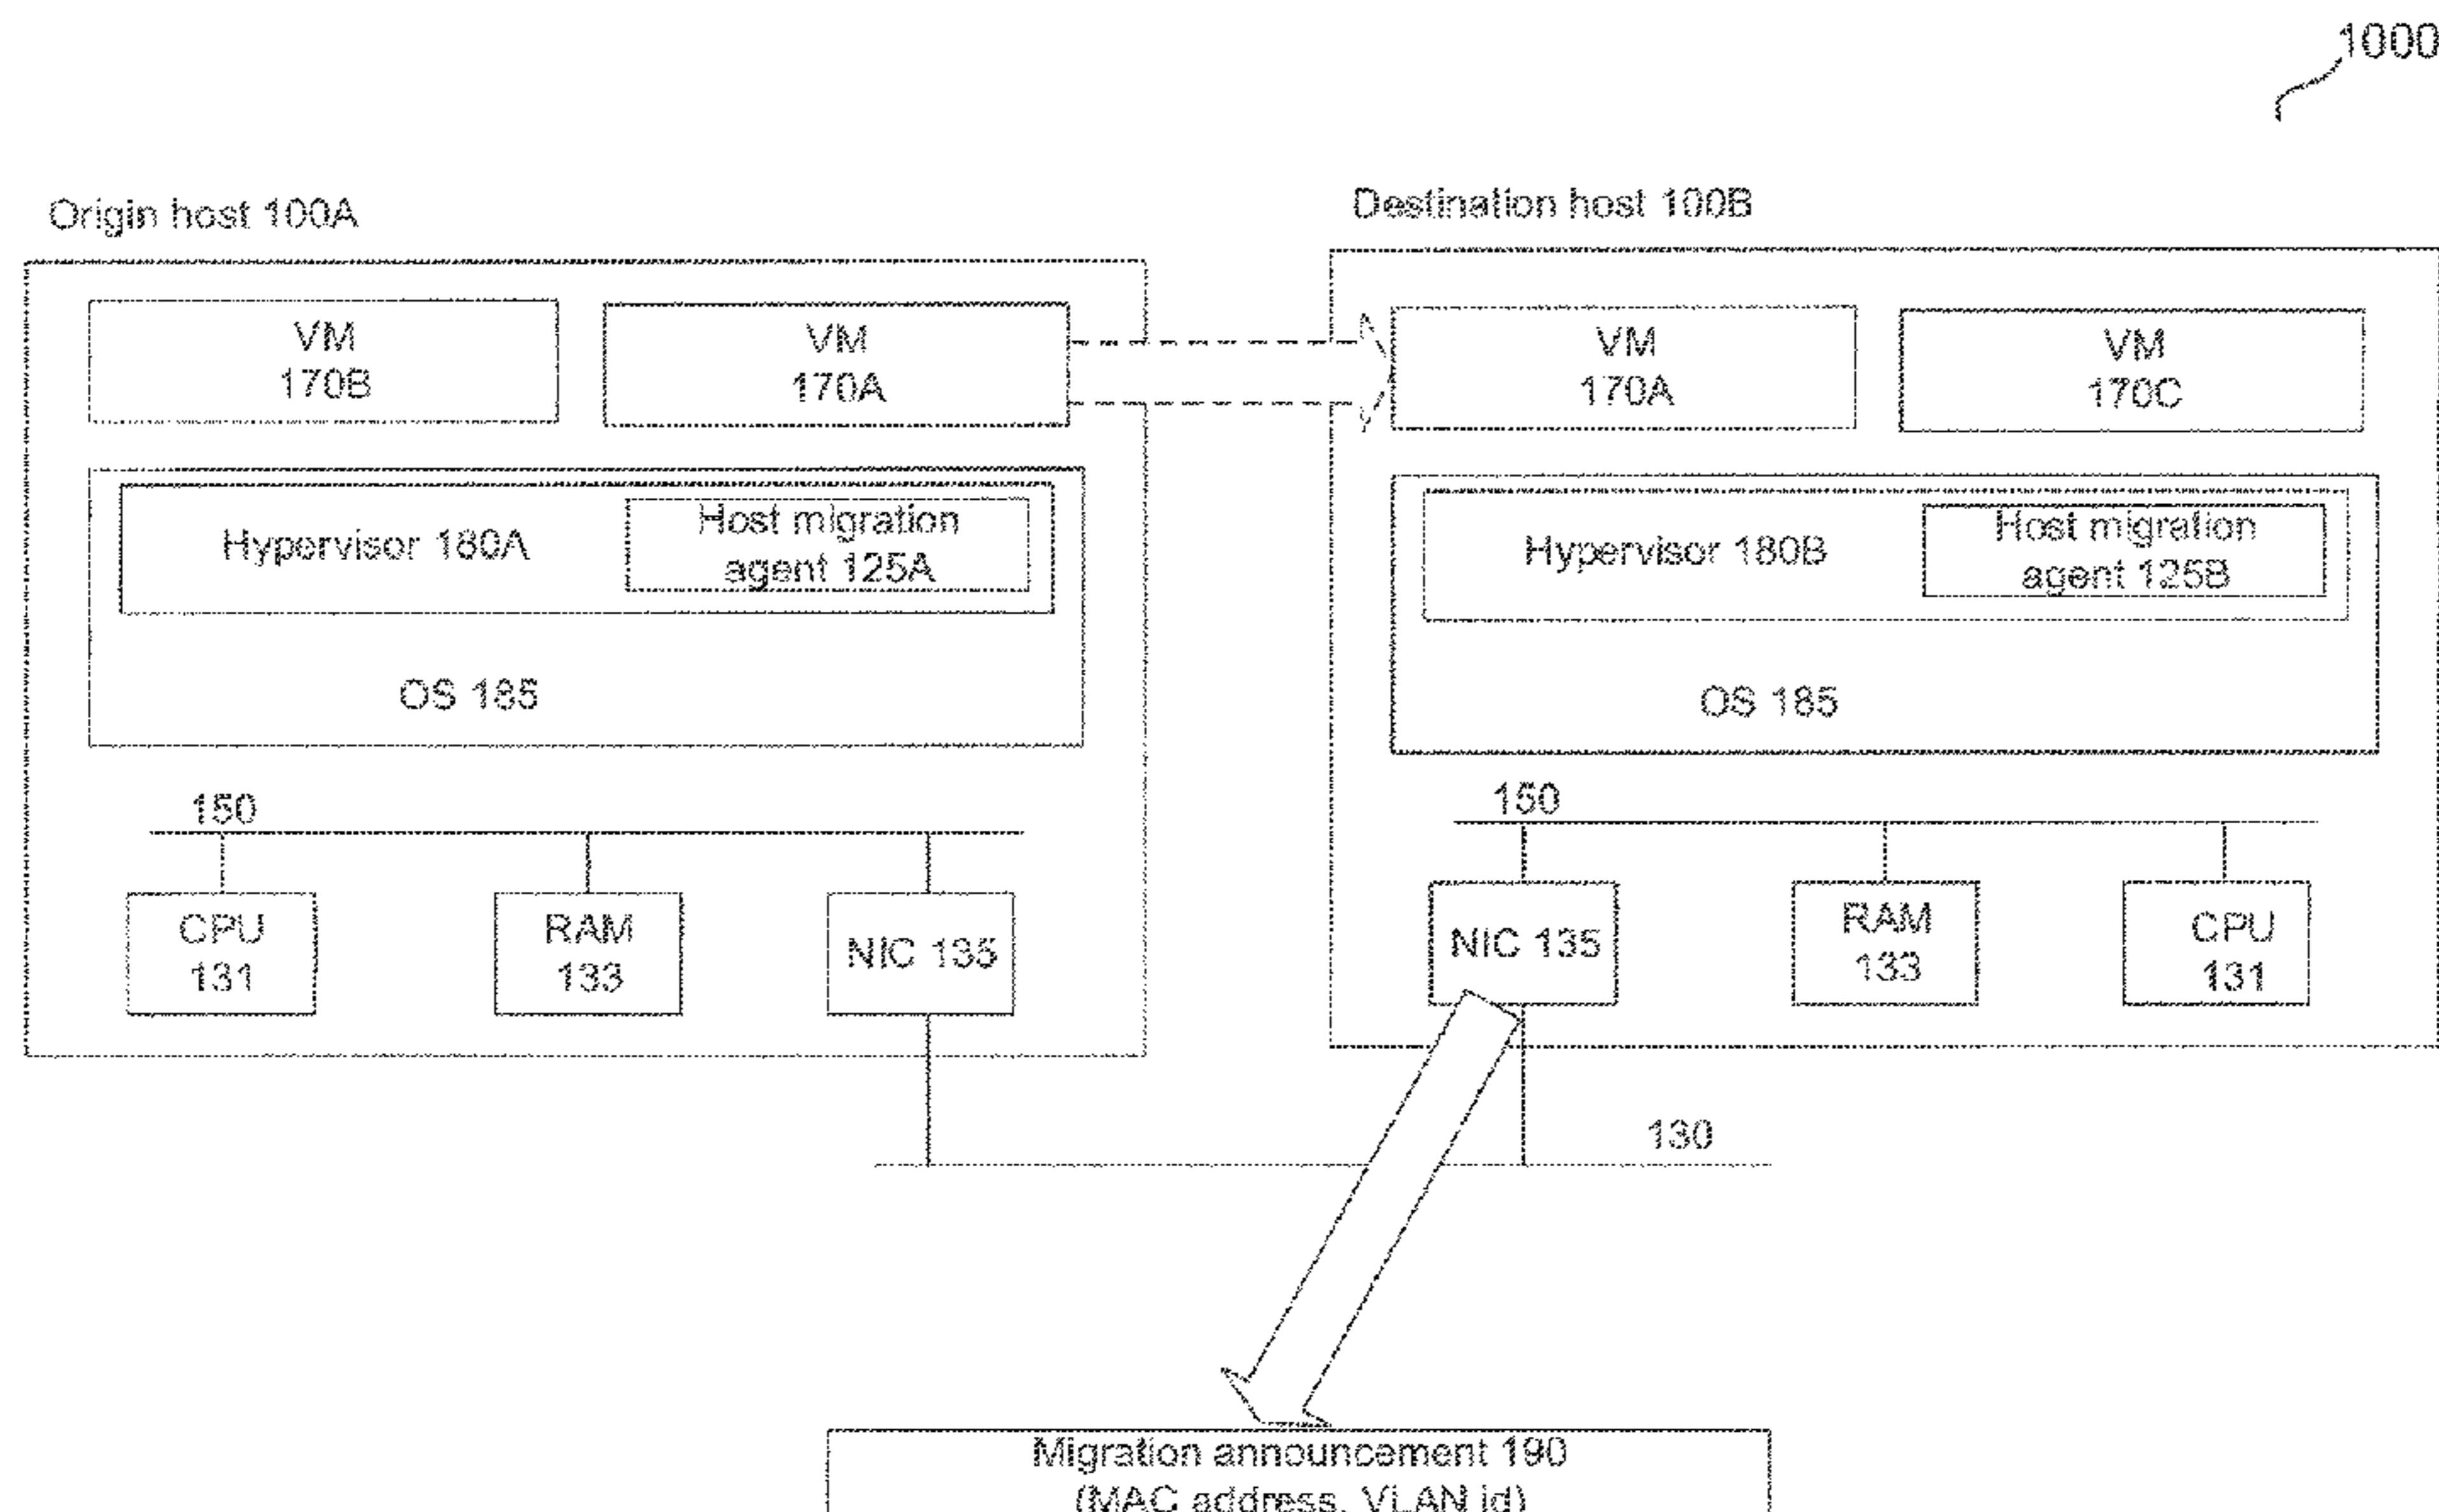 1000
Origin host 100A
Destination host 100B
VM
170B
VM
170A
VM
170A
VM
170C
Hypervisor 180A
Host migration
agent 125A
Hypervisor 180B
Host migration
agent 125B
OS 185
OS 185
150
150
CPU
131
RAM
133
NIC 135
NIC 135
RAM
133
CPU
131
130
Migration announcement 190
(MAC address, VLAN id)